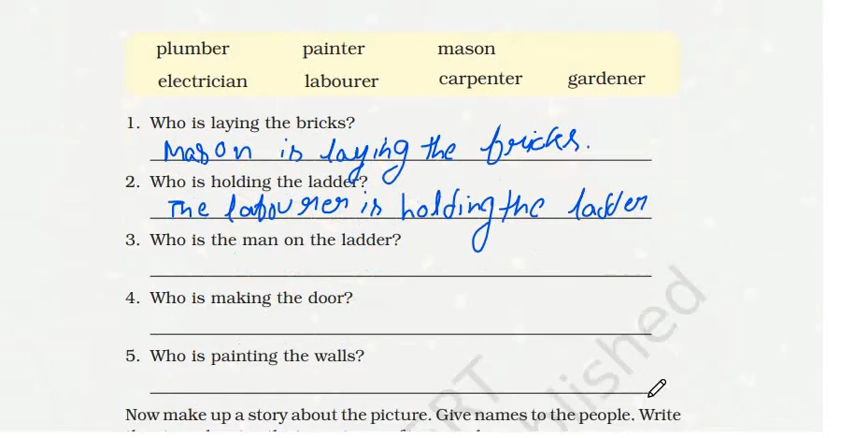 plumber painter mason
electrician labourer carpenter gardener
1. Who is laying the bricks?
Mason is laying the bricks.
2. Who is holding the ladder?
The labourer is holding the ladder
3. Who is the man on the ladder?
4. Who is making the door?
5. Who is painting the walls?
Now make up a story about the picture. Give names to the people. Write